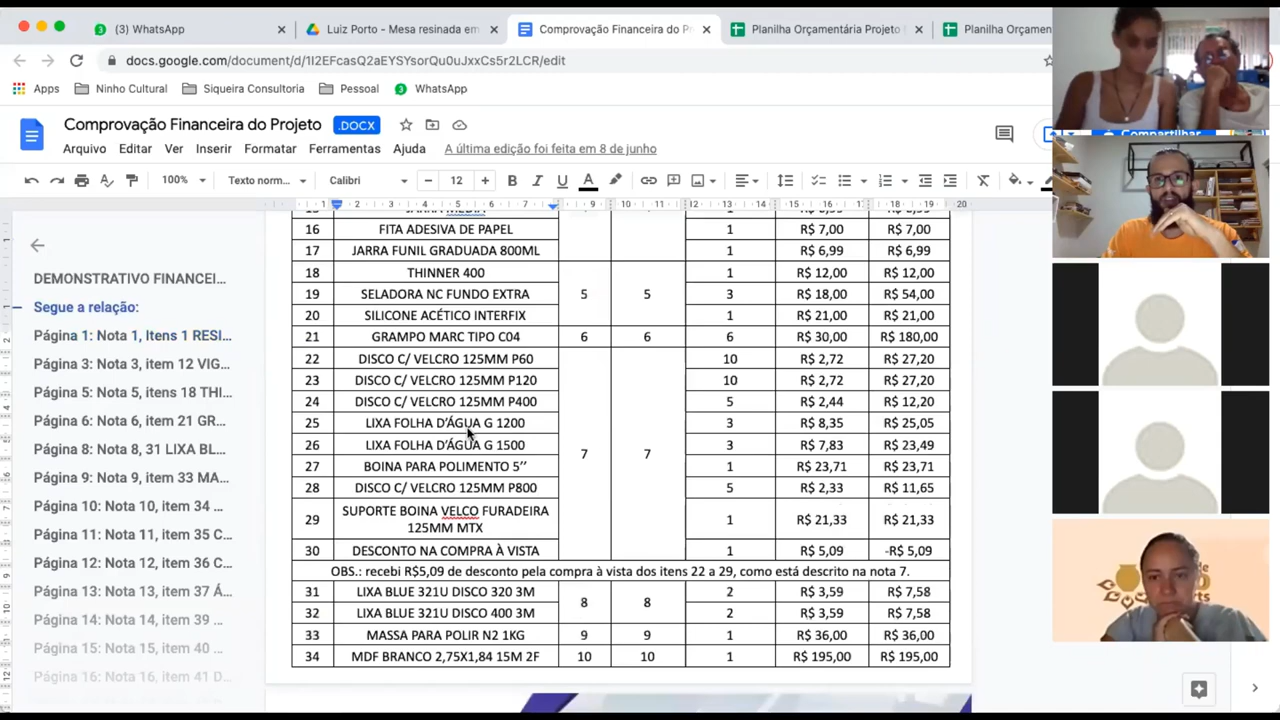 (3) WhatsApp
Luiz Porto - Mesa resinada em
Comprovação Financeira do P
Planilha Orçamentária Projeto
Planilha Orçamen
docs.google.com/document/d/1I2EFcasQ2aEYSYsorQu0uJxxCs5r2LCR/edit
Apps
Ninho Cultural
Siqueira Consultoria
Pessoal
WhatsApp
Comprovação Financeira do Projeto .DOCX
Compartilhar
Arquivo Editar Ver Inserir Formatar Ferramentas Ajuda A última edição foi feita em 8 de junho
100% Texto norm... Calibri 12
DEMONSTRATIVO FINANCEI...
Segue a relação:
Página 1: Nota 1, Itens 1 RESI...
Página 3: Nota 3, item 12 VIG...
Página 5: Nota 5, itens 18 THI...
Página 6: Nota 6, item 21 GR...
Página 8: Nota 8, 31 LIXA BL...
Página 9: Nota 9, item 33 MA...
Página 10: Nota 10, item 34 ...
Página 11: Nota 11, item 35 C...
Página 12: Nota 12, item 36 C...
Página 13: Nota 13, item 37 Á...
Página 14: Nota 14, item 39 ...
Página 15: Nota 15, item 40 ...
Página 16: Nota 16, item 41 D...
16 FITA ADESIVA DE PAPEL 1 R$ 7,00 R$ 7,00
17 JARRA FUNIL GRADUADA 800ML 1 R$ 6,99 R$ 6,99
18 THINNER 400 1 R$ 12,00 R$ 12,00
19 SELADORA NC FUNDO EXTRA 5 5 3 R$ 18,00 R$ 54,00
20 SILICONE ACÉTICO INTERFIX 1 R$ 21,00 R$ 21,00
21 GRAMPO MARC TIPO C04 6 6 6 R$ 30,00 R$ 180,00
22 DISCO C/ VELCRO 125MM P60 10 R$ 2,72 R$ 27,20
23 DISCO C/ VELCRO 125MM P120 10 R$ 2,72 R$ 27,20
24 DISCO C/ VELCRO 125MM P400 5 R$ 2,44 R$ 12,20
25 LIXA FOLHA D'ÁGUA G 1200 3 R$ 8,35 R$ 25,05
26 LIXA FOLHA D'ÁGUA G 1500 7 7 3 R$ 7,83 R$ 23,49
27 BOINA PARA POLIMENTO 5’’ 1 R$ 23,71 R$ 23,71
28 DISCO C/ VELCRO 125MM P800 5 R$ 2,33 R$ 11,65
29 SUPORTE BOINA VELCO FURADEIRA 125MM MTX 1 R$ 21,33 R$ 21,33
30 DESCONTO NA COMPRA À VISTA 1 R$ 5,09 -R$ 5,09
OBS.: recebi R$5,09 de desconto pela compra à vista dos itens 22 a 29, como está descrito na nota 7.
31 LIXA BLUE 321U DISCO 320 3M 8 8 2 R$ 3,59 R$ 7,58
32 LIXA BLUE 321U DISCO 400 3M 2 R$ 3,59 R$ 7,58
33 MASSA PARA POLIR N2 1KG 9 9 1 R$ 36,00 R$ 36,00
34 MDF BRANCO 2,75X1,84 15M 2F 10 10 1 R$ 195,00 R$ 195,00